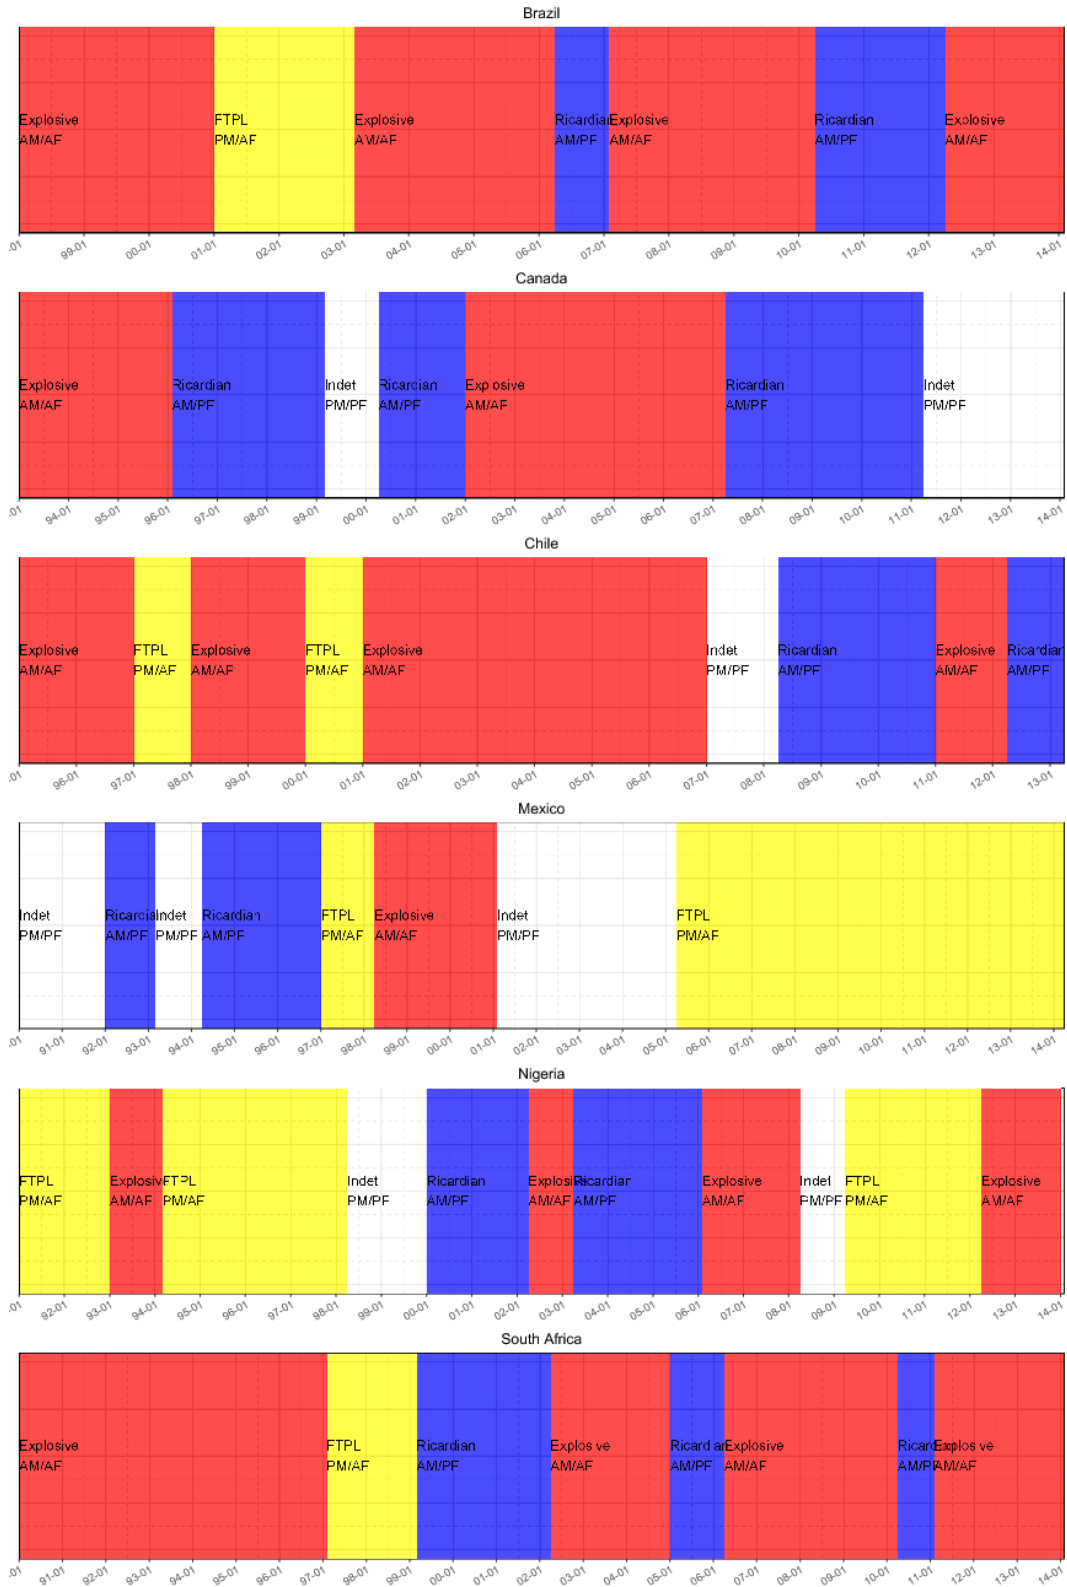 Brazil
Explosive FTPL Explosive Ricardian Explosive Ricardian Explosive
AM/AF PM/AF AM/AF AM/PF AM/AF AM/PF AM/AF
-01 99-01 00-01 01-01 02-01 03-01 04-01 05-01 06-01 07-01 08-01 09-01 10-01 11-01 12-01 13-01 14-01
Canada
Explosive Ricardian Indet Ricardian Explosive Ricardian Indet
AM/AF AM/PF PM/PF AM/PF AM/AF AM/PF PM/PF
-01 94-01 95-01 96-01 97-01 98-01 99-01 00-01 01-01 02-01 03-01 04-01 05-01 06-01 07-01 08-01 09-01 10-01 11-01 12-01 13-01 14-01
Chile
Explosive FTPL Explosive FTPL Explosive Indet Ricardian Explosive Ricardian
AM/AF PM/AF AM/AF PM/AF AM/AF PM/PF AM/PF AM/AF AM/PF
-01 96-01 97-01 98-01 99-01 00-01 01-01 02-01 03-01 04-01 05-01 06-01 07-01 08-01 09-01 10-01 11-01 12-01 13-01
Mexico
Indet Ricardian Indet Ricardian FTPL Explosive Indet FTPL
PM/PF AM/PF PM/PF AM/PF PM/AF AM/AF PM/PF PM/AF
-01 91-01 92-01 93-01 94-01 95-01 96-01 97-01 98-01 99-01 00-01 01-01 02-01 03-01 04-01 05-01 06-01 07-01 08-01 09-01 10-01 11-01 12-01 13-01 14-01
Nigeria
FTPL Explosive FTPL Indet Ricardian Explosive Ricardian Explosive Indet FTPL Explosive
PM/AF AM/AF PM/AF PM/PF AM/PF AM/AF AM/PF AM/AF PM/PF PM/AF AM/AF
-01 92-01 93-01 94-01 95-01 96-01 97-01 98-01 99-01 00-01 01-01 02-01 03-01 04-01 05-01 06-01 07-01 08-01 09-01 10-01 11-01 12-01 13-01 14-01
South Africa
Explosive FTPL Ricardian Explosive Ricardian Explosive Ricardian Explosive
AM/AF PM/AF AM/PF AM/AF AM/PF AM/AF AM/PF AM/AF
-01 91-01 92-01 93-01 94-01 95-01 96-01 97-01 98-01 99-01 00-01 01-01 02-01 03-01 04-01 05-01 06-01 07-01 08-01 09-01 10-01 11-01 12-01 13-01 14-01